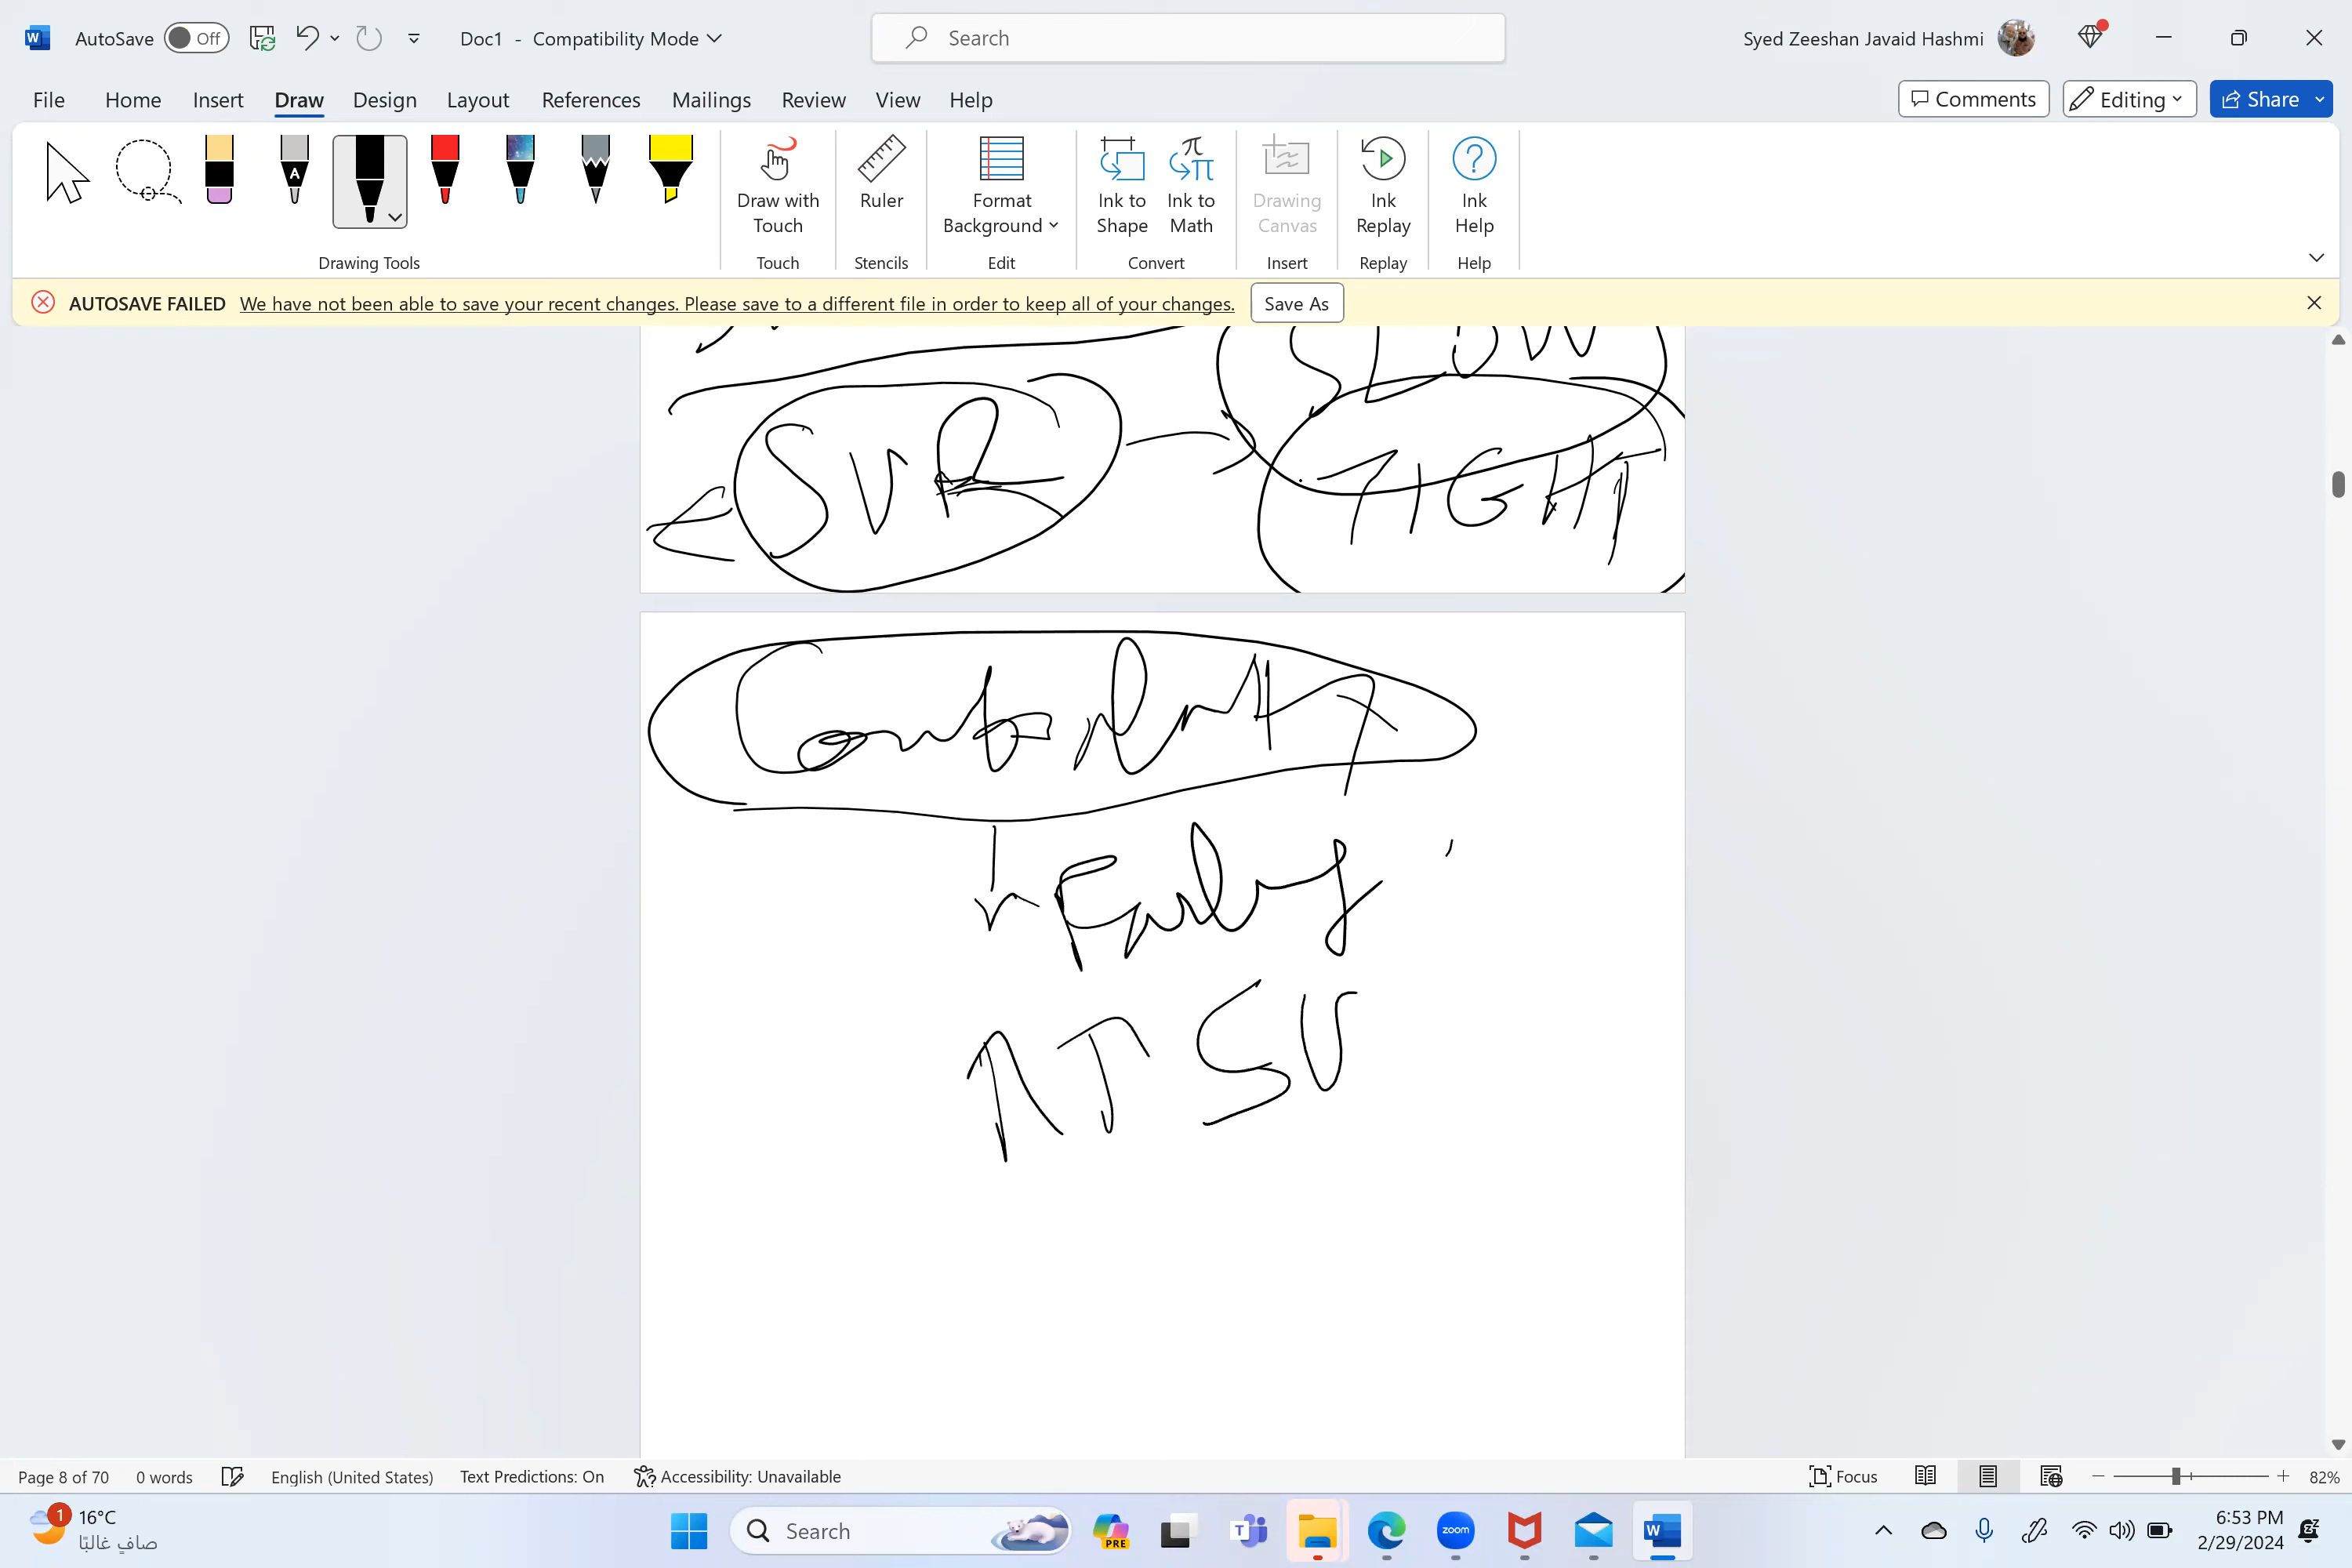 AutoSave Off Doc1 - Compatibility Mode Search Syed Zeeshan Javaid Hashmi
File Home Insert Draw Design Layout References Mailings Review View Help Comments Editing Share
A
Draw with Touch Ruler Format Background Ink to Shape Ink to Math Drawing Canvas Ink Replay Ink Help
Drawing Tools Touch Stencils Edit Convert Insert Replay Help
AUTOSAVE FAILED We have not been able to save your recent changes. Please save to a different file in order to keep all of your changes. Save As
SLOW
SVR TIGHT
SV
Page 8 of 70 0 words English (United States) Text Predictions: On Accessibility: Unavailable Focus 82%
1 16°C
صافٍ غالبًا
Search PRE zoom
6:53 PM
2/29/2024